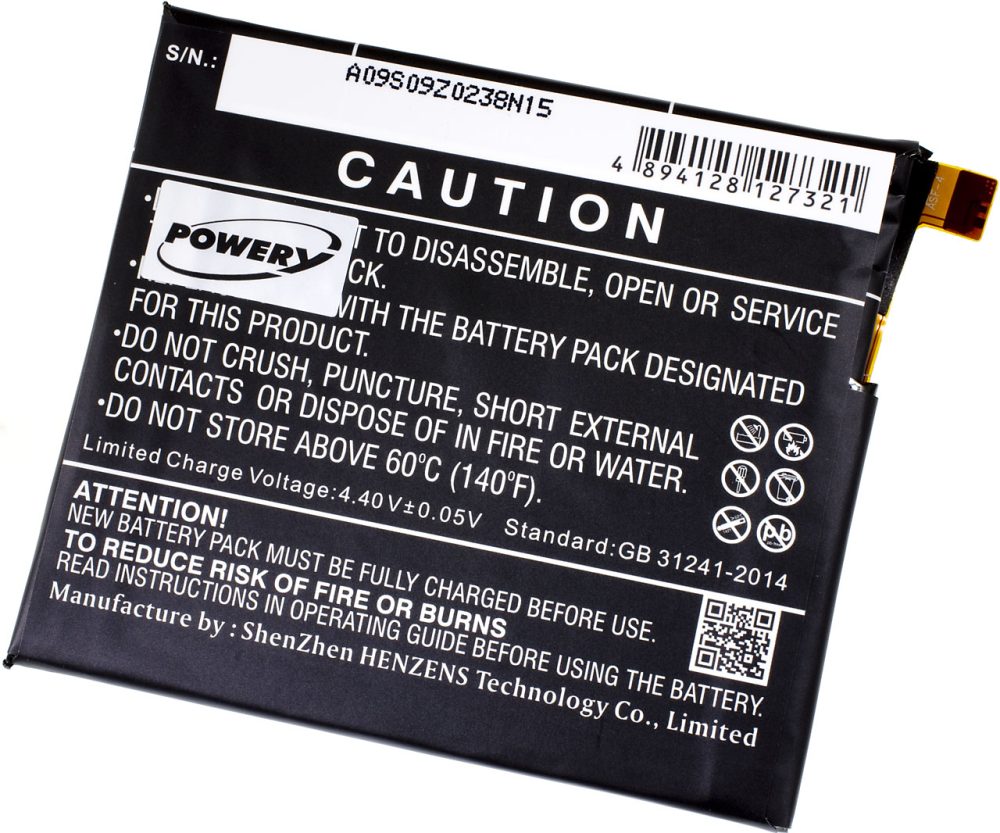 S/N.:
A09S09Z0238N15
4 894128 127321
CAUTION
POWERY
T TO DISASSEMBLE, OPEN OR SERVICE
CK.
WITH THE BATTERY PACK DESIGNATED
FOR THIS PRODUCT.
•DO NOT CRUSH, PUNCTURE, SHORT EXTERNAL
CONTACTS OR DISPOSE OF IN FIRE OR WATER.
•DO NOT STORE ABOVE 60°C (140°F).
Limited Charge Voltage:4.40V±0.05V
Standard:GB 31241-2014
ATTENTION!
NEW BATTERY PACK MUST BE FULLY CHARGED BEFORE USE.
TO REDUCE RISK OF FIRE OR BURNS
READ INSTRUCTIONS IN OPERATING GUIDE BEFORE USING THE BATTERY.
Manufacture by : ShenZhen HENZENS Technology Co., Limited